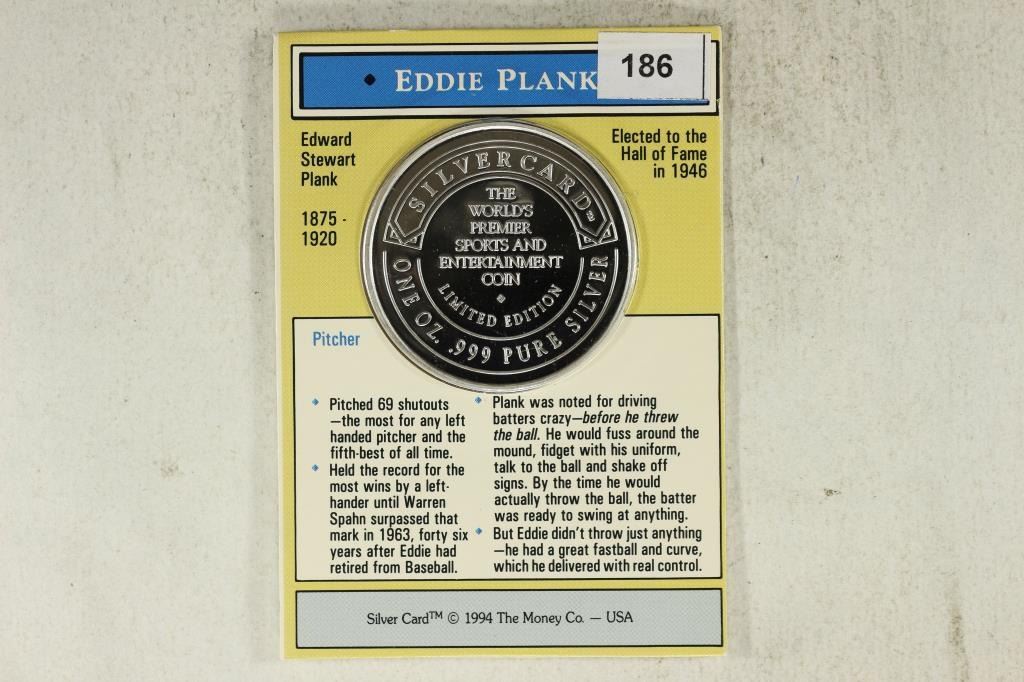 EDDIE PLANK
186
Edward
Stewart
Plank
1875 -
1920
Elected to the
Hall of Fame
in 1946
SILVERCARD™
THE
WORLD'S
PREMIER
SPORTS AND
ENTERTAINMENT
COIN
LIMITED EDITION
ONE OZ. .999 PURE SILVER
Pitcher
Pitched 69 shutouts
—the most for any left
handed pitcher and the
fifth-best of all time.
Held the record for the
most wins by a left-
hander until Warren
Spahn surpassed that
mark in 1963, forty six
years after Eddie had
retired from Baseball.
Plank was noted for driving
batters crazy—before he threw
the ball. He would fuss around the
mound, fidget with his uniform,
talk to the ball and shake off
signs. By the time he would
actually throw the ball, the batter
was ready to swing at anything.
But Eddie didn't throw just anything
—he had a great fastball and curve,
which he delivered with real control.
Silver Card™ © 1994 The Money Co. — USA